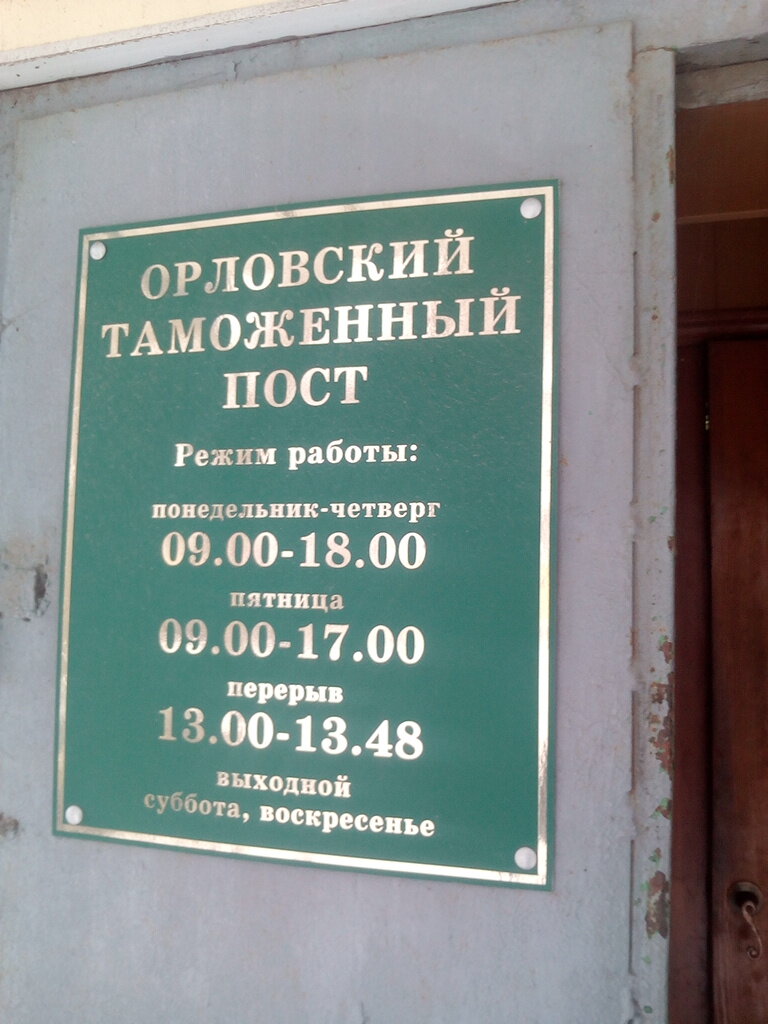 ОРЛОВСКИЙ
ТАМОЖЕННЫЙ
ПОСТ
Режим работы:
понедельник-четверг
09.00-18.00
пятница
09.00-17.00
перерыв
13.00-13.48
выходной
суббота, воскресенье